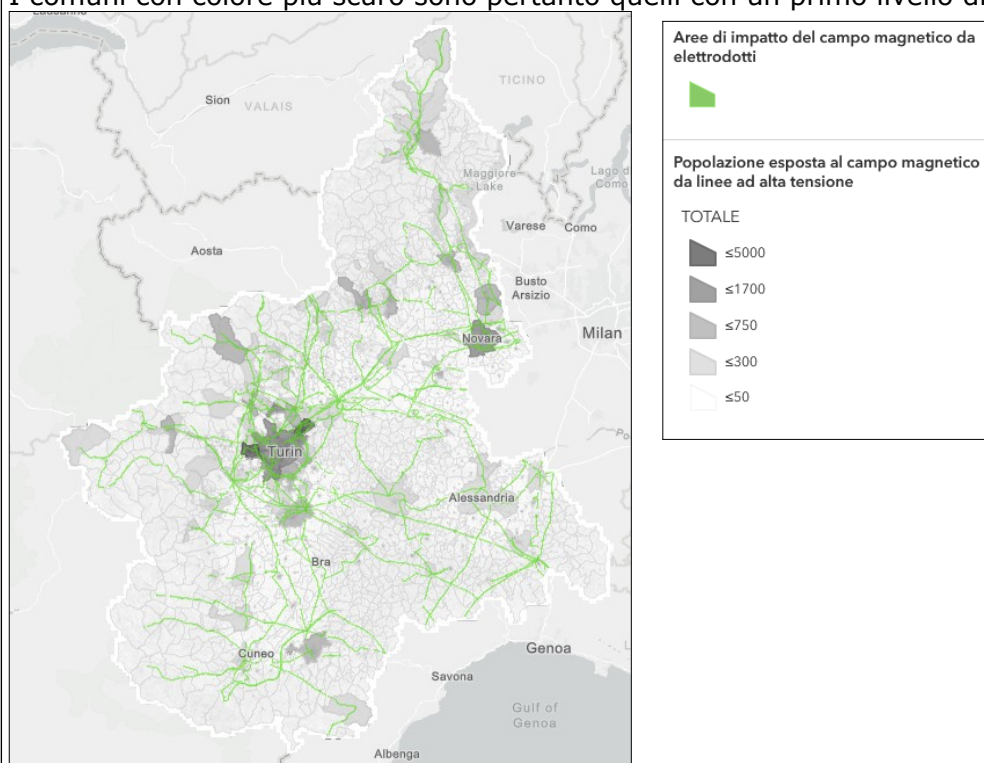 I comuni con colore più scuro sono pertanto quelli con un primo livello di
Lausanne
Sion
VALAIS
TICINO
Maggiore
Lake
Lago di
Como
Varese
Como
Aosta
Busto
Arsizio
Novara
Milan
Turin
Po
Alessandria
Bra
Cuneo
Genoa
Savona
Gulf of
Genoa
Albenga
Aree di impatto del campo magnetico da
elettrodotti
Popolazione esposta al campo magnetico
da linee ad alta tensione
TOTALE
≤5000
≤1700
≤750
≤300
≤50